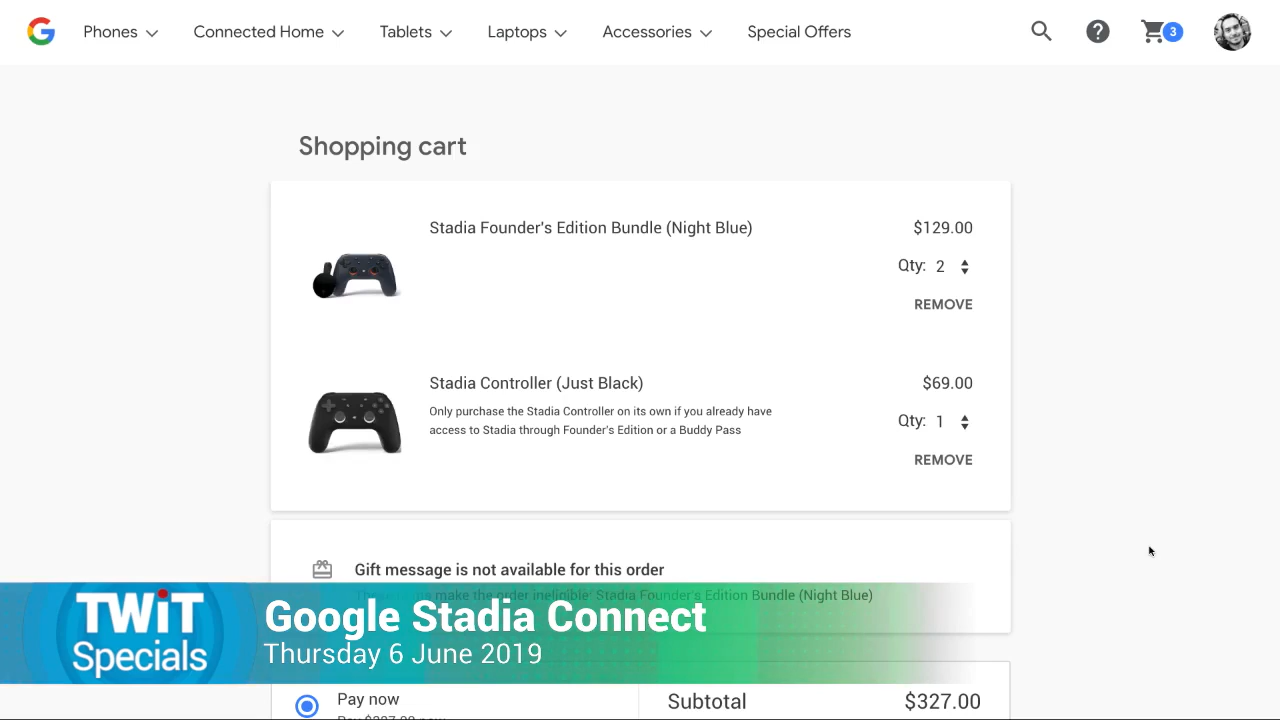 Phones
Connected Home
Tablets
Laptops
Accessories
Special Offers
3
Shopping cart
Stadia Founder's Edition Bundle (Night Blue)
$129.00
Qty: 2
REMOVE
Stadia Controller (Just Black)
$69.00
Only purchase the Stadia Controller on its own if you already have
access to Stadia through Founder's Edition or a Buddy Pass
Qty: 1
REMOVE
Gift message is not available for this order
make the order ineligible: Stadia Founder's Edition Bundle (Night Blue)
TWiT
Specials
Google Stadia Connect
Thursday 6 June 2019
Pay now
Subtotal
$327.00